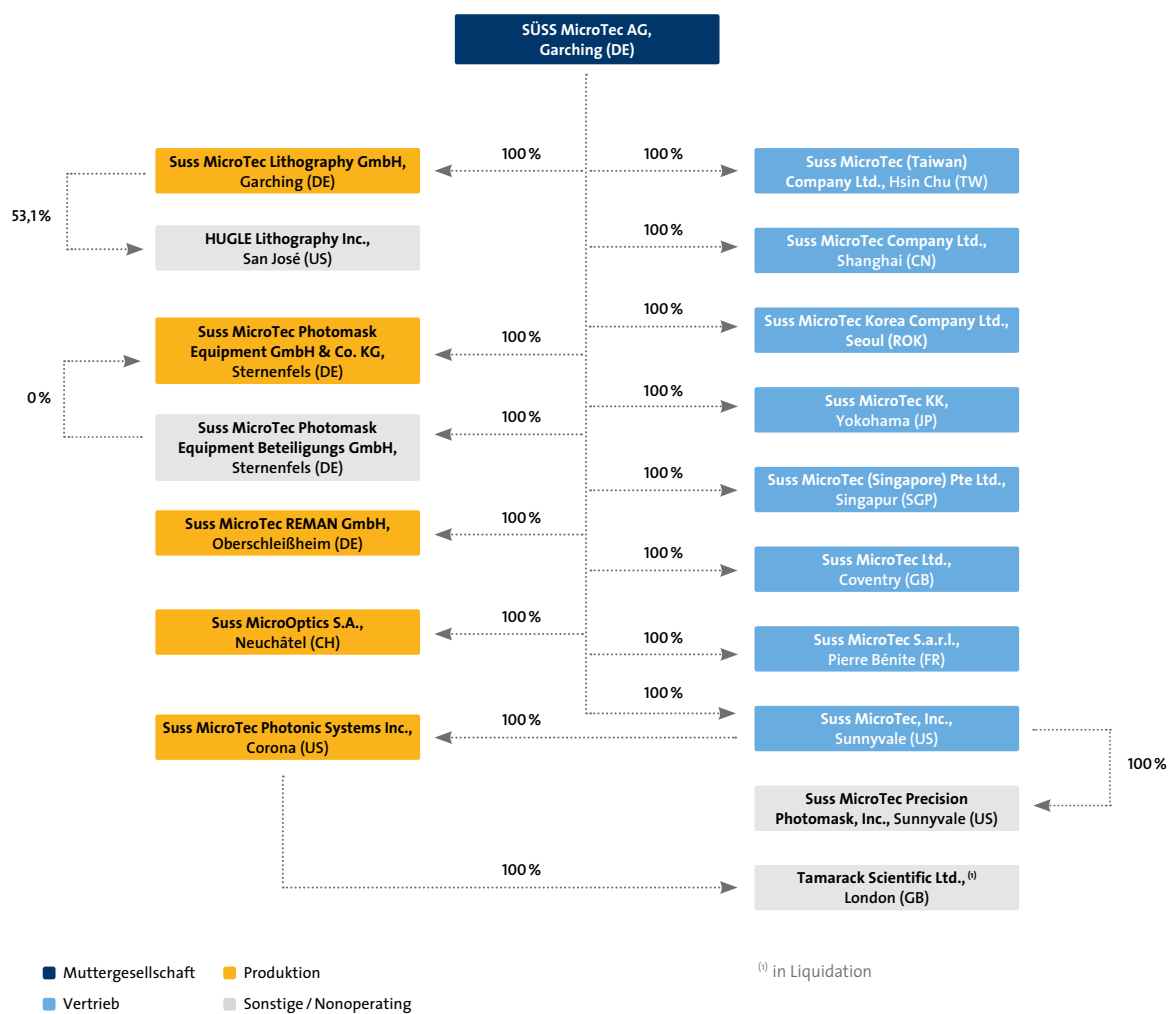 SÜSS MicroTec AG,
Garching (DE)
100 %
100 %
Suss MicroTec Lithography GmbH,
Garching (DE)
Suss MicroTec (Taiwan)
Company Ltd., Hsin Chu (TW)
53,1 %
HUGLE Lithography Inc.,
San José (US)
100 %
Suss MicroTec Company Ltd.,
Shanghai (CN)
100 %
Suss MicroTec Korea Company Ltd.,
Seoul (ROK)
Suss MicroTec Photomask
Equipment GmbH & Co. KG,
Sternenfels (DE)
100 %
0 %
100 %
Suss MicroTec KK,
Yokohama (JP)
Suss MicroTec Photomask
Equipment Beteiligungs GmbH,
Sternenfels (DE)
100 %
100 %
Suss MicroTec (Singapore) Pte Ltd.,
Singapur (SGP)
Suss MicroTec REMAN GmbH,
Oberschleißheim (DE)
100 %
100 %
Suss MicroTec Ltd.,
Coventry (GB)
Suss MicroOptics S.A.,
Neuchâtel (CH)
100 %
100 %
Suss MicroTec S.a.r.l.,
Pierre Bénite (FR)
100 %
Suss MicroTec, Inc.,
Sunnyvale (US)
Suss MicroTec Photonic Systems Inc.,
Corona (US)
100 %
100 %
Suss MicroTec Precision
Photomask, Inc., Sunnyvale (US)
100 %
Tamarack Scientific Ltd., (1)
London (GB)
Muttergesellschaft
Produktion
Vertrieb
Sonstige / Nonoperating
(1) in Liquidation